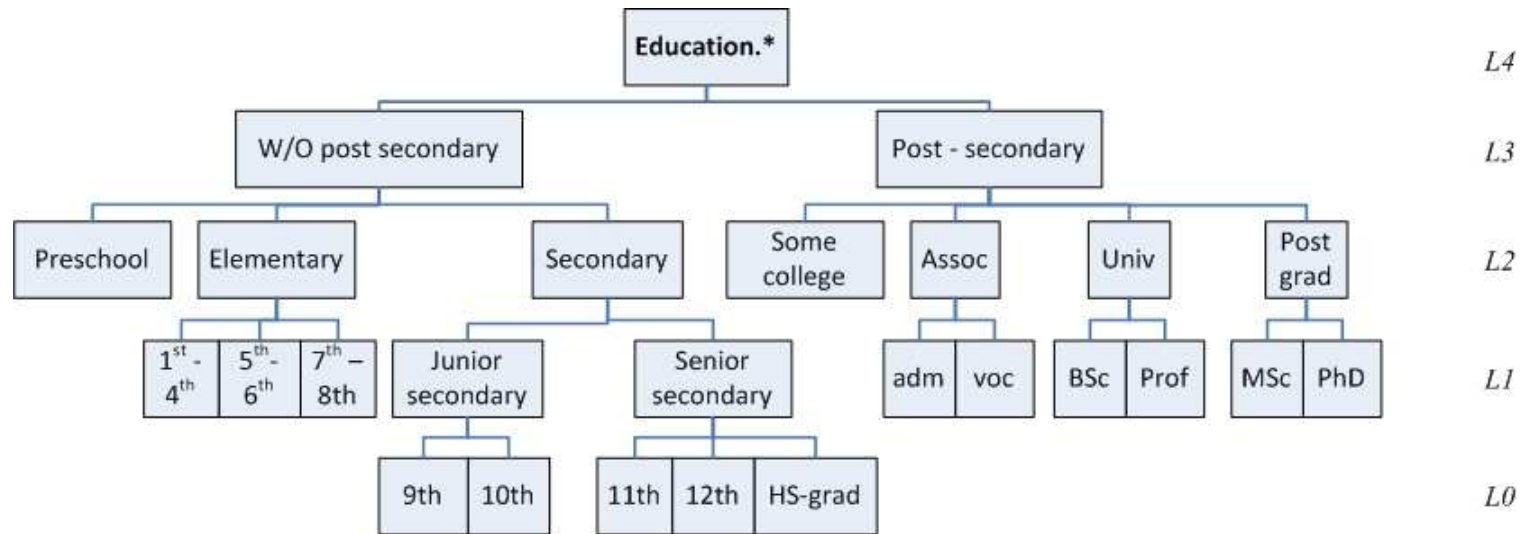 Education.*
L4
W/O post secondary
Post - secondary
L3
Preschool
Elementary
Secondary
Some
college
Assoc
Univ
Post
grad
L2
1st -
4th
5th -
6th
7th –
8th
Junior
secondary
Senior
secondary
adm
voc
BSc
Prof
MSc
PhD
L1
9th
10th
11th
12th
HS-grad
L0